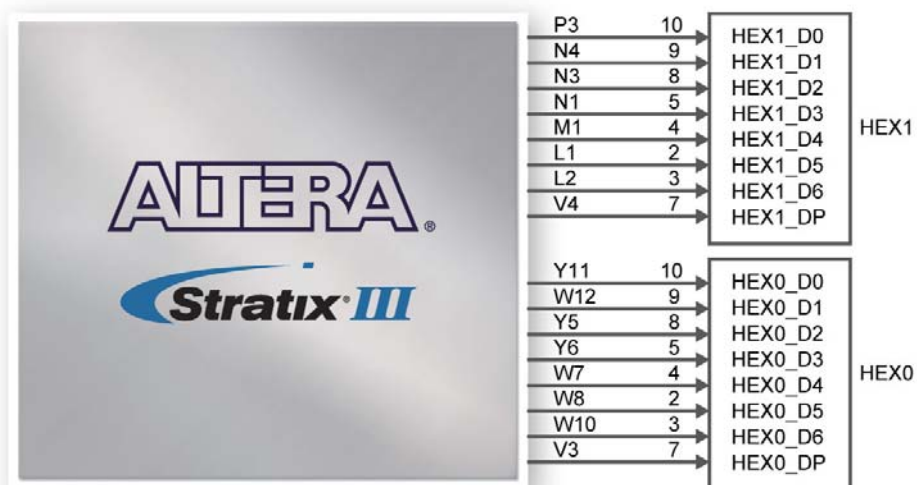 ALTERA®
Stratix® III
P3 10 HEX1_D0
N4 9 HEX1_D1
N3 8 HEX1_D2
N1 5 HEX1_D3
M1 4 HEX1_D4
L1 2 HEX1_D5
L2 3 HEX1_D6
V4 7 HEX1_DP
HEX1
Y11 10 HEX0_D0
W12 9 HEX0_D1
Y5 8 HEX0_D2
Y6 5 HEX0_D3
W7 4 HEX0_D4
W8 2 HEX0_D5
W10 3 HEX0_D6
V3 7 HEX0_DP
HEX0